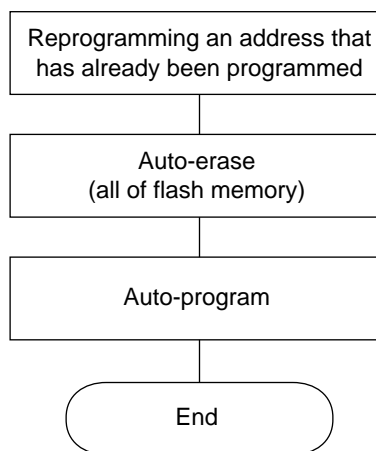 Reprogramming an address that
has already been programmed
Auto-erase
(all of flash memory)
Auto-program
End